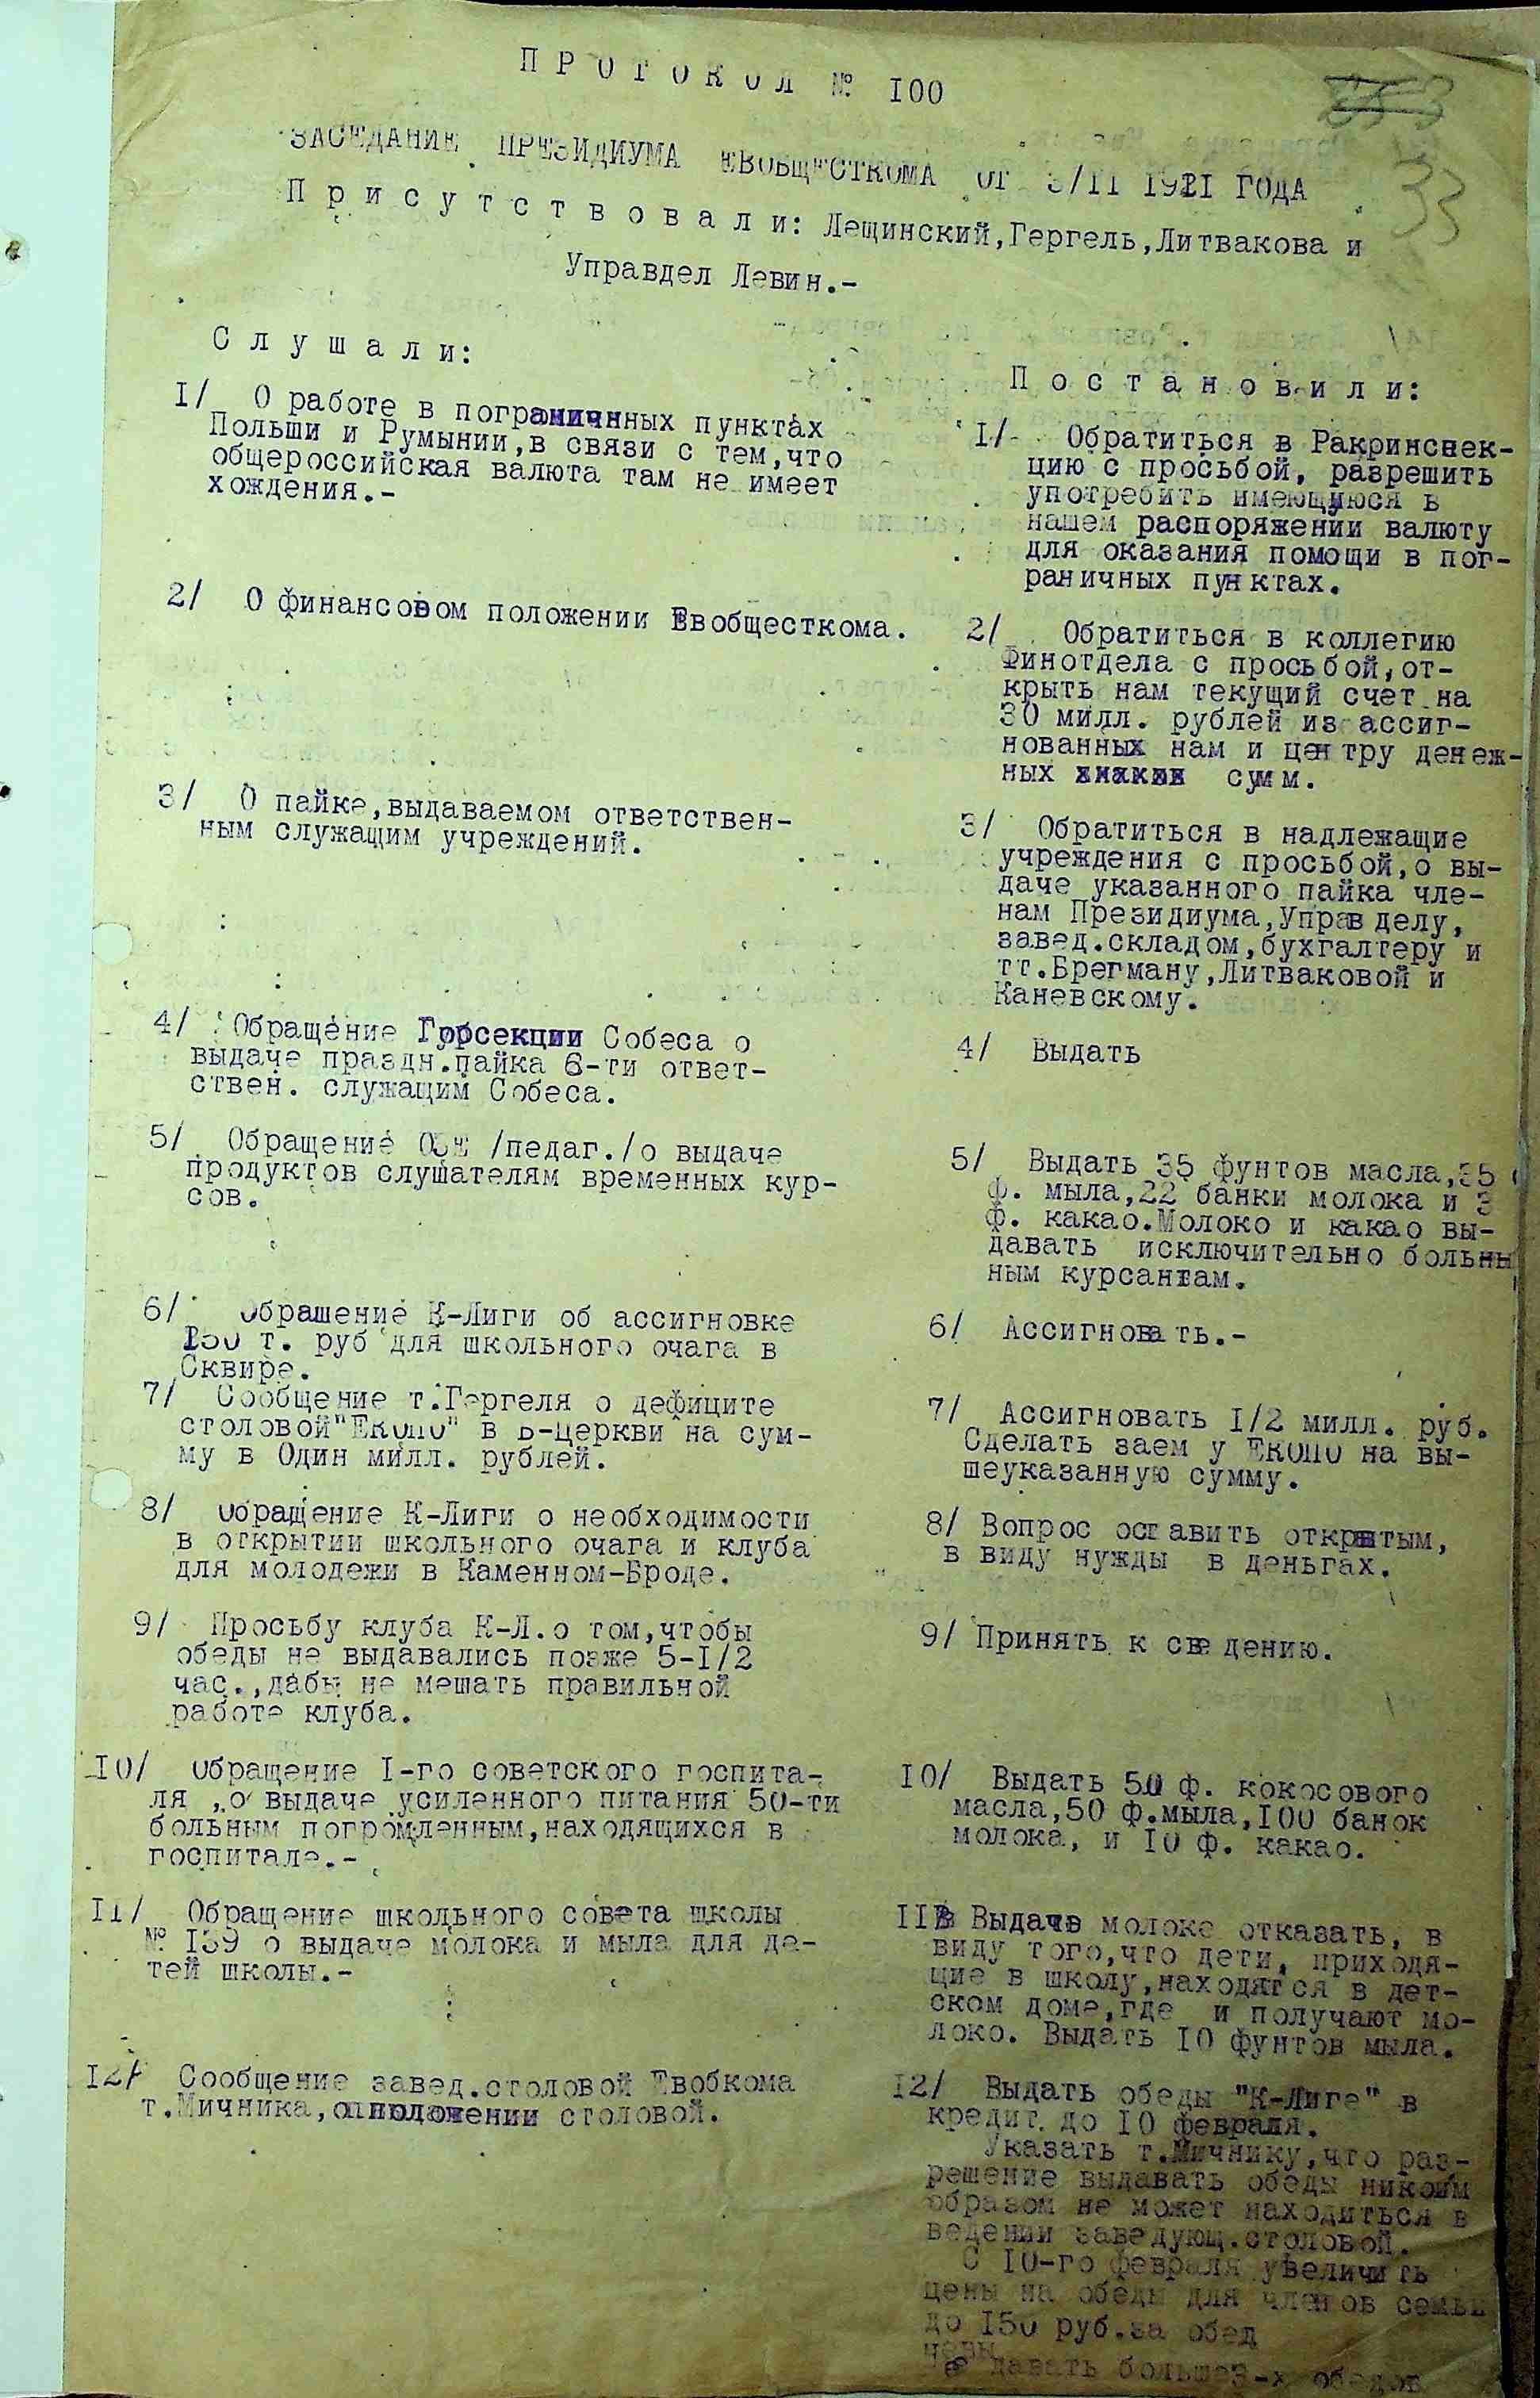 ПРОТОКОЛ № 100
ЗАСЕДАНИЕ ПРЕЗИДИУМА ЕВОБЩЕСТКОМА от 3/II 1921 ГОДА
Присутствовали: Лещинский,Гергель,Литвакова и
Управдел Левин.-
33
Слушали:
1/ О работе в пограничнных пунктах
Польши и Румынии,в связи с тем,что
общероссийская валюта там не имеет
хождения.-
2/ О финансовом положении Евобщесткома.
3/ О пайке,выдаваемом ответствен-
ным служащим учреждений.
4/ Обращение Горсекции Собеса о
выдаче праздн.пайка 6-ти ответ-
ствен. служащим Собеса.
5/ Обращение /педаг./о выдаче
продуктов слушателям временных кур-
сов.
6/ Обращение К-Лиги об ассигновке
150 т. руб для школьного очага в
Сквире.
7/ Сообщение т.Гергеля о дефиците
столовой"ЕКОПО" в Б-Церкви на сум-
му в Один милл. рублей.
8/ Обращение К-Лиги о необходимости
в открытии школьного очага и клуба
для молодежи в Каменном-Броде.
9/ Просьбу клуба К-Л.о том,чтобы
обеды не выдавались позже 5-I/2
час.,дабы не мешать правильной
работе клуба.
10/ Обращение I-го советского госпита-
ля о выдаче усиленного питания 50-ти
больным погромленным,находящихся в
госпитале.-
11/ Обращение школьного совета школы
№ 159 о выдаче молока и мыла для де-
тей школы.-
12/ Сообщение завед.столовой Евобкома
т.Мичника,о положении столовой.
Постановили:
1/- Обратиться в Ракринспек-
цию с просьбой, разрешить
употребить имеющуюся в
нашем распоряжении валюту
для оказания помощи в пог-
раничных пунктах.
2/ Обратиться в коллегию
Финотдела с просьбой,от-
крыть нам текущий счет на
30 милл. рублей из ассиг-
нованных нам и центру денеж-
ных сумм.
3/ Обратиться в надлежащие
учреждения с просьбой,о вы-
даче указанного пайка чле-
нам Президиума,Управделу,
завед.складом,бухгалтеру и
тт.Брегману,Литваковой и
Каневскому.
4/ Выдать
5/ Выдать 35 фунтов масла,35
ф. мыла,22 банки молока и 3
ф. какао.Молоко и какао вы-
давать исключительно больны
ным курсантам.
6/ Ассигновать.-
7/ Ассигновать I/2 милл. руб.
Сделать заем у ЕКОПО на вы-
шеуказанную сумму.
8/ Вопрос оставить открытым,
в виду нужды в деньгах.
9/ Принять к сведению.
10/ Выдать 50 ф. кокосового
масла,50 ф.мыла,100 банок
молока, и 10 ф. какао.
11/ Выдаче молоке отказать, в
виду того,что дети, приходя-
щие в школу,находятся в дет-
ском доме,где и получают мо-
локо. Выдать 10 фунтов мыла.
12/ Выдать обеды "К-Лиге" в
кредит до 10 февраля.
Указать т.Мичнику,что раз-
решение выдавать обеды никоим
образом не может находиться в
ведении заведующ.столовой.
С 10-го февраля увеличить
цены на обеды для членов семьи
до 150 руб.за обед
давать больше 3-х обедов